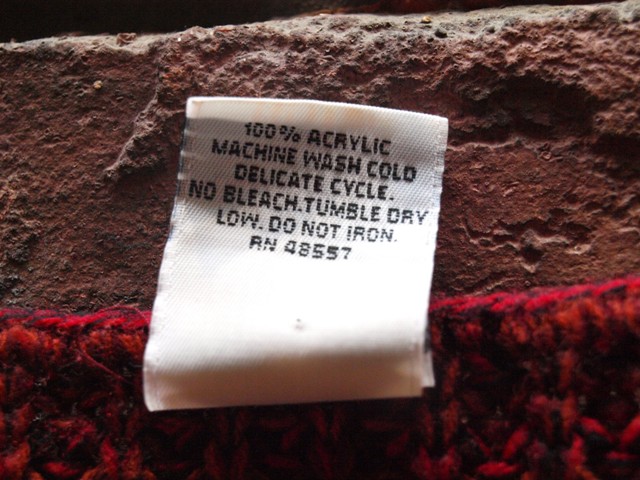 100% ACRYLIC
MACHINE WASH COLD
DELICATE CYCLE.
NO BLEACH.TUMBLE DRY
LOW. DO NOT IRON.
RN 48557